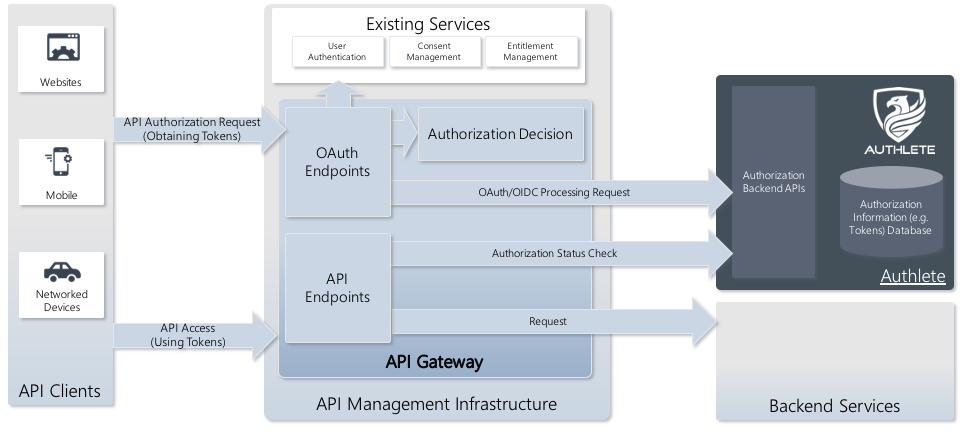 Websites
Mobile
Networked
Devices
API Clients
API Authorization Request
(Obtaining Tokens)
API Access
(Using Tokens)
Existing Services
User
Authentication
Consent
Management
Entitlement
Management
OAuth
Endpoints
Authorization Decision
OAuth/OIDC Processing Request
API
Endpoints
Authorization Status Check
Request
API Gateway
API Management Infrastructure
AUTHLETE
Authorization
Backend APIs
Authorization
Information (e.g.
Tokens) Database
Authlete
Backend Services